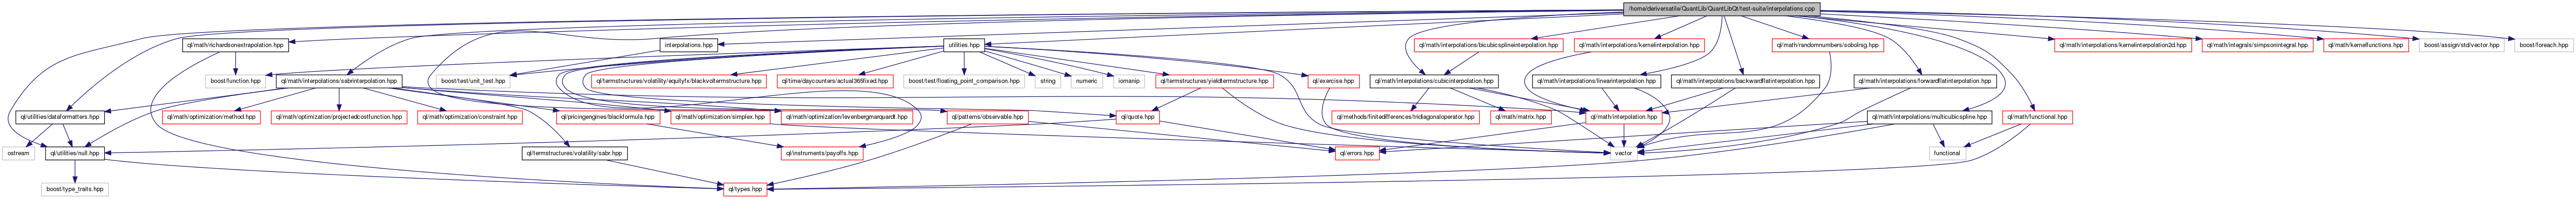 /home/deriversatile/QuantLib/QuantLibQt/test-suite/interpolations.cpp
ql/math/richardsonextrapolation.hpp
interpolations.hpp
utilities.hpp
ql/math/interpolations/bicubicsplineinterpolation.hpp
ql/math/interpolations/kernelinterpolation.hpp
ql/math/randomnumbers/sobolrsg.hpp
ql/math/interpolations/kernelinterpolation2d.hpp
ql/math/integrals/simpsonintegral.hpp
ql/math/kernelfunctions.hpp
boost/assign/std/vector.hpp
boost/foreach.hpp
boost/function.hpp
ql/math/interpolations/sabrinterpolation.hpp
boost/test/unit_test.hpp
ql/termstructures/volatility/equityfx/blackvoltermstructure.hpp
ql/time/daycounters/actual365fixed.hpp
boost/test/floating_point_comparison.hpp
string
numeric
iomanip
ql/termstructures/yieldtermstructure.hpp
ql/exercise.hpp
ql/math/interpolations/cubicinterpolation.hpp
ql/math/interpolations/linearinterpolation.hpp
ql/math/interpolations/backwardflatinterpolation.hpp
ql/math/interpolations/forwardflatinterpolation.hpp
ql/utilities/dataformatters.hpp
ql/math/optimization/method.hpp
ql/math/optimization/projectedcostfunction.hpp
ql/math/optimization/constraint.hpp
ql/pricingengines/blackformula.hpp
ql/math/optimization/simplex.hpp
ql/math/optimization/levenbergmarquardt.hpp
ql/patterns/observable.hpp
ql/quote.hpp
ql/methods/finitedifferences/tridiagonaloperator.hpp
ql/math/matrix.hpp
ql/math/interpolation.hpp
ql/math/interpolations/multicubicspline.hpp
ql/math/functional.hpp
ostream
ql/utilities/null.hpp
ql/termstructures/volatility/sabr.hpp
ql/instruments/payoffs.hpp
ql/errors.hpp
vector
functional
boost/type_traits.hpp
ql/types.hpp